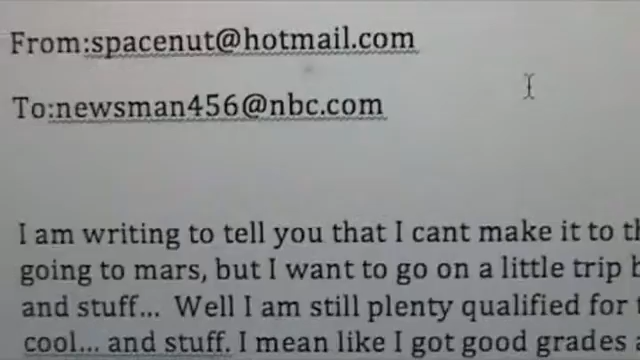 From:spacenut@hotmail.com
To:newsman456@nbc.com
I am writing to tell you that I cant make it to
going to mars, but I want to go on a little trip
and stuff... Well I am still plenty qualified for
cool... and stuff. I mean like I got good grades